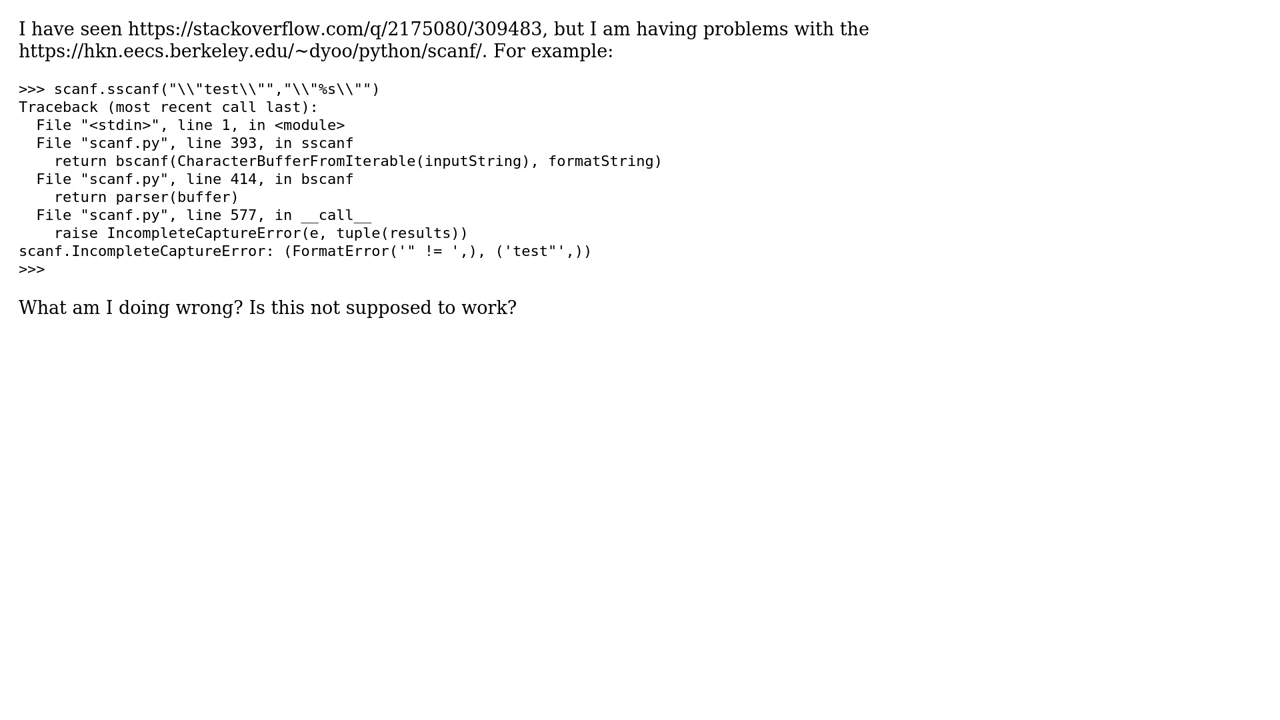 I have seen https://stackoverflow.com/q/2175080/309483, but I am having problems with the
https://hkn.eecs.berkeley.edu/~dyoo/python/scanf/. For example:
>>> scanf.sscanf("\\"test\\"","\\"%s\\"")
Traceback (most recent call last):
  File "<stdin>", line 1, in <module>
  File "scanf.py", line 393, in sscanf
    return bscanf(CharacterBufferFromIterable(inputString), formatString)
  File "scanf.py", line 414, in bscanf
    return parser(buffer)
  File "scanf.py", line 577, in __call__
    raise IncompleteCaptureError(e, tuple(results))
scanf.IncompleteCaptureError: (FormatError('" != ',), ('test"',))
>>>
What am I doing wrong? Is this not supposed to work?